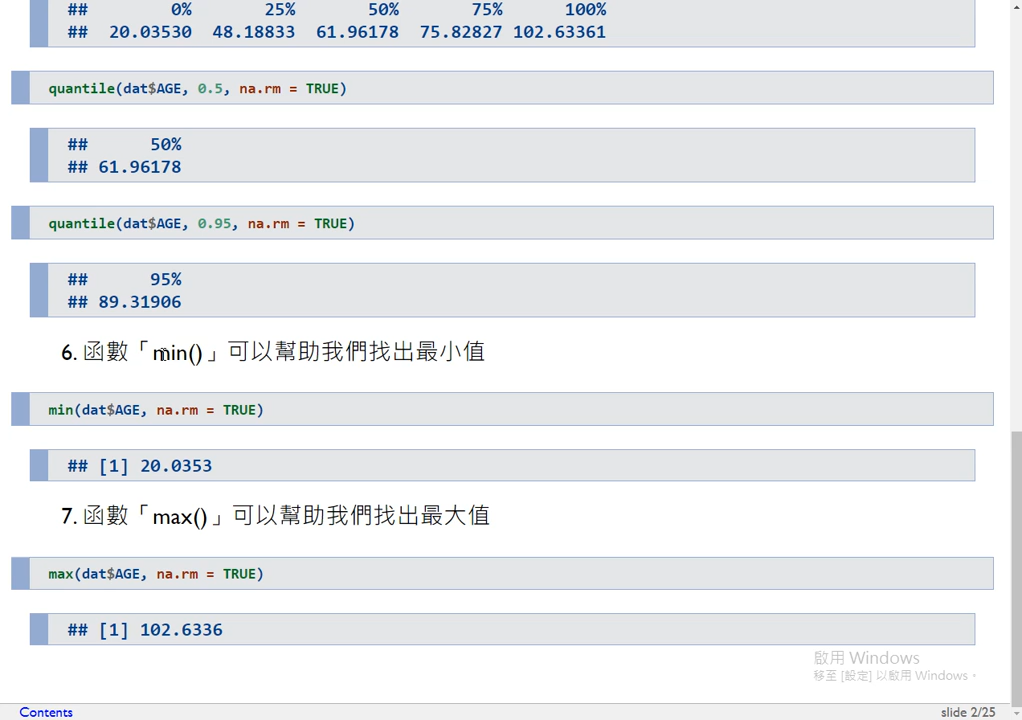 ##        0%       25%       50%       75%      100%
##  20.03530  48.18833  61.96178  75.82827 102.63361
quantile(dat$AGE, 0.5, na.rm = TRUE)
##      50%
## 61.96178
quantile(dat$AGE, 0.95, na.rm = TRUE)
##      95%
## 89.31906
6. 函數「min()」可以幫助我們找出最小值
min(dat$AGE, na.rm = TRUE)
## [1] 20.0353
7. 函數「max()」可以幫助我們找出最大值
max(dat$AGE, na.rm = TRUE)
## [1] 102.6336
啟用 Windows
移至 [設定] 以啟用 Windows。
Contents
slide 2/25